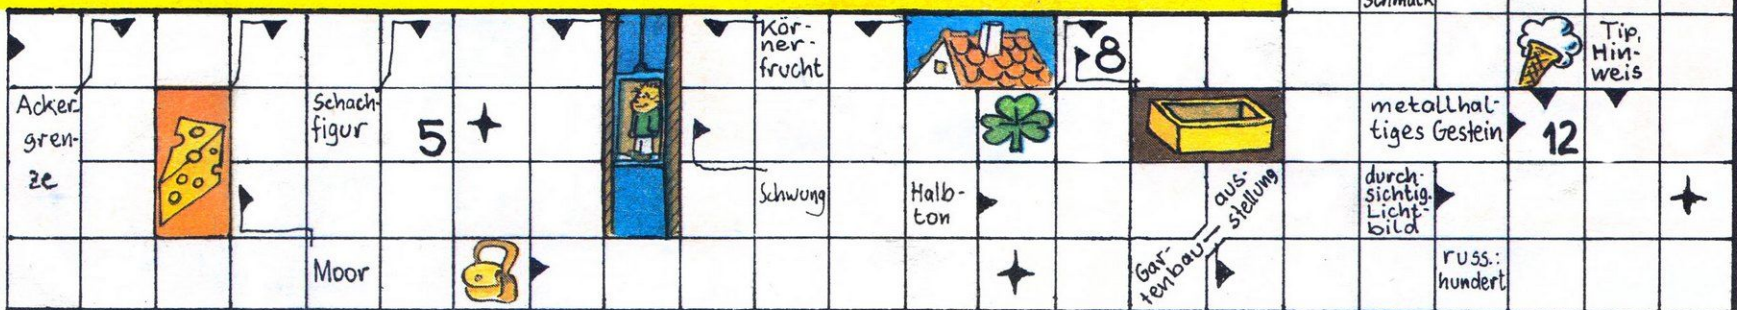 schmuck
Kör-
ner-
frucht
8
Tip,
Hin-
weis
Acker-
gren-
ze
Schach-
figur
5
metallhal-
tiges Gestein
12
Schwung
Halb-
ton
aus-
stellung
durch-
sichtig.
Licht-
bild
Moor
Gar-
tenbau-
russ.:
hundert